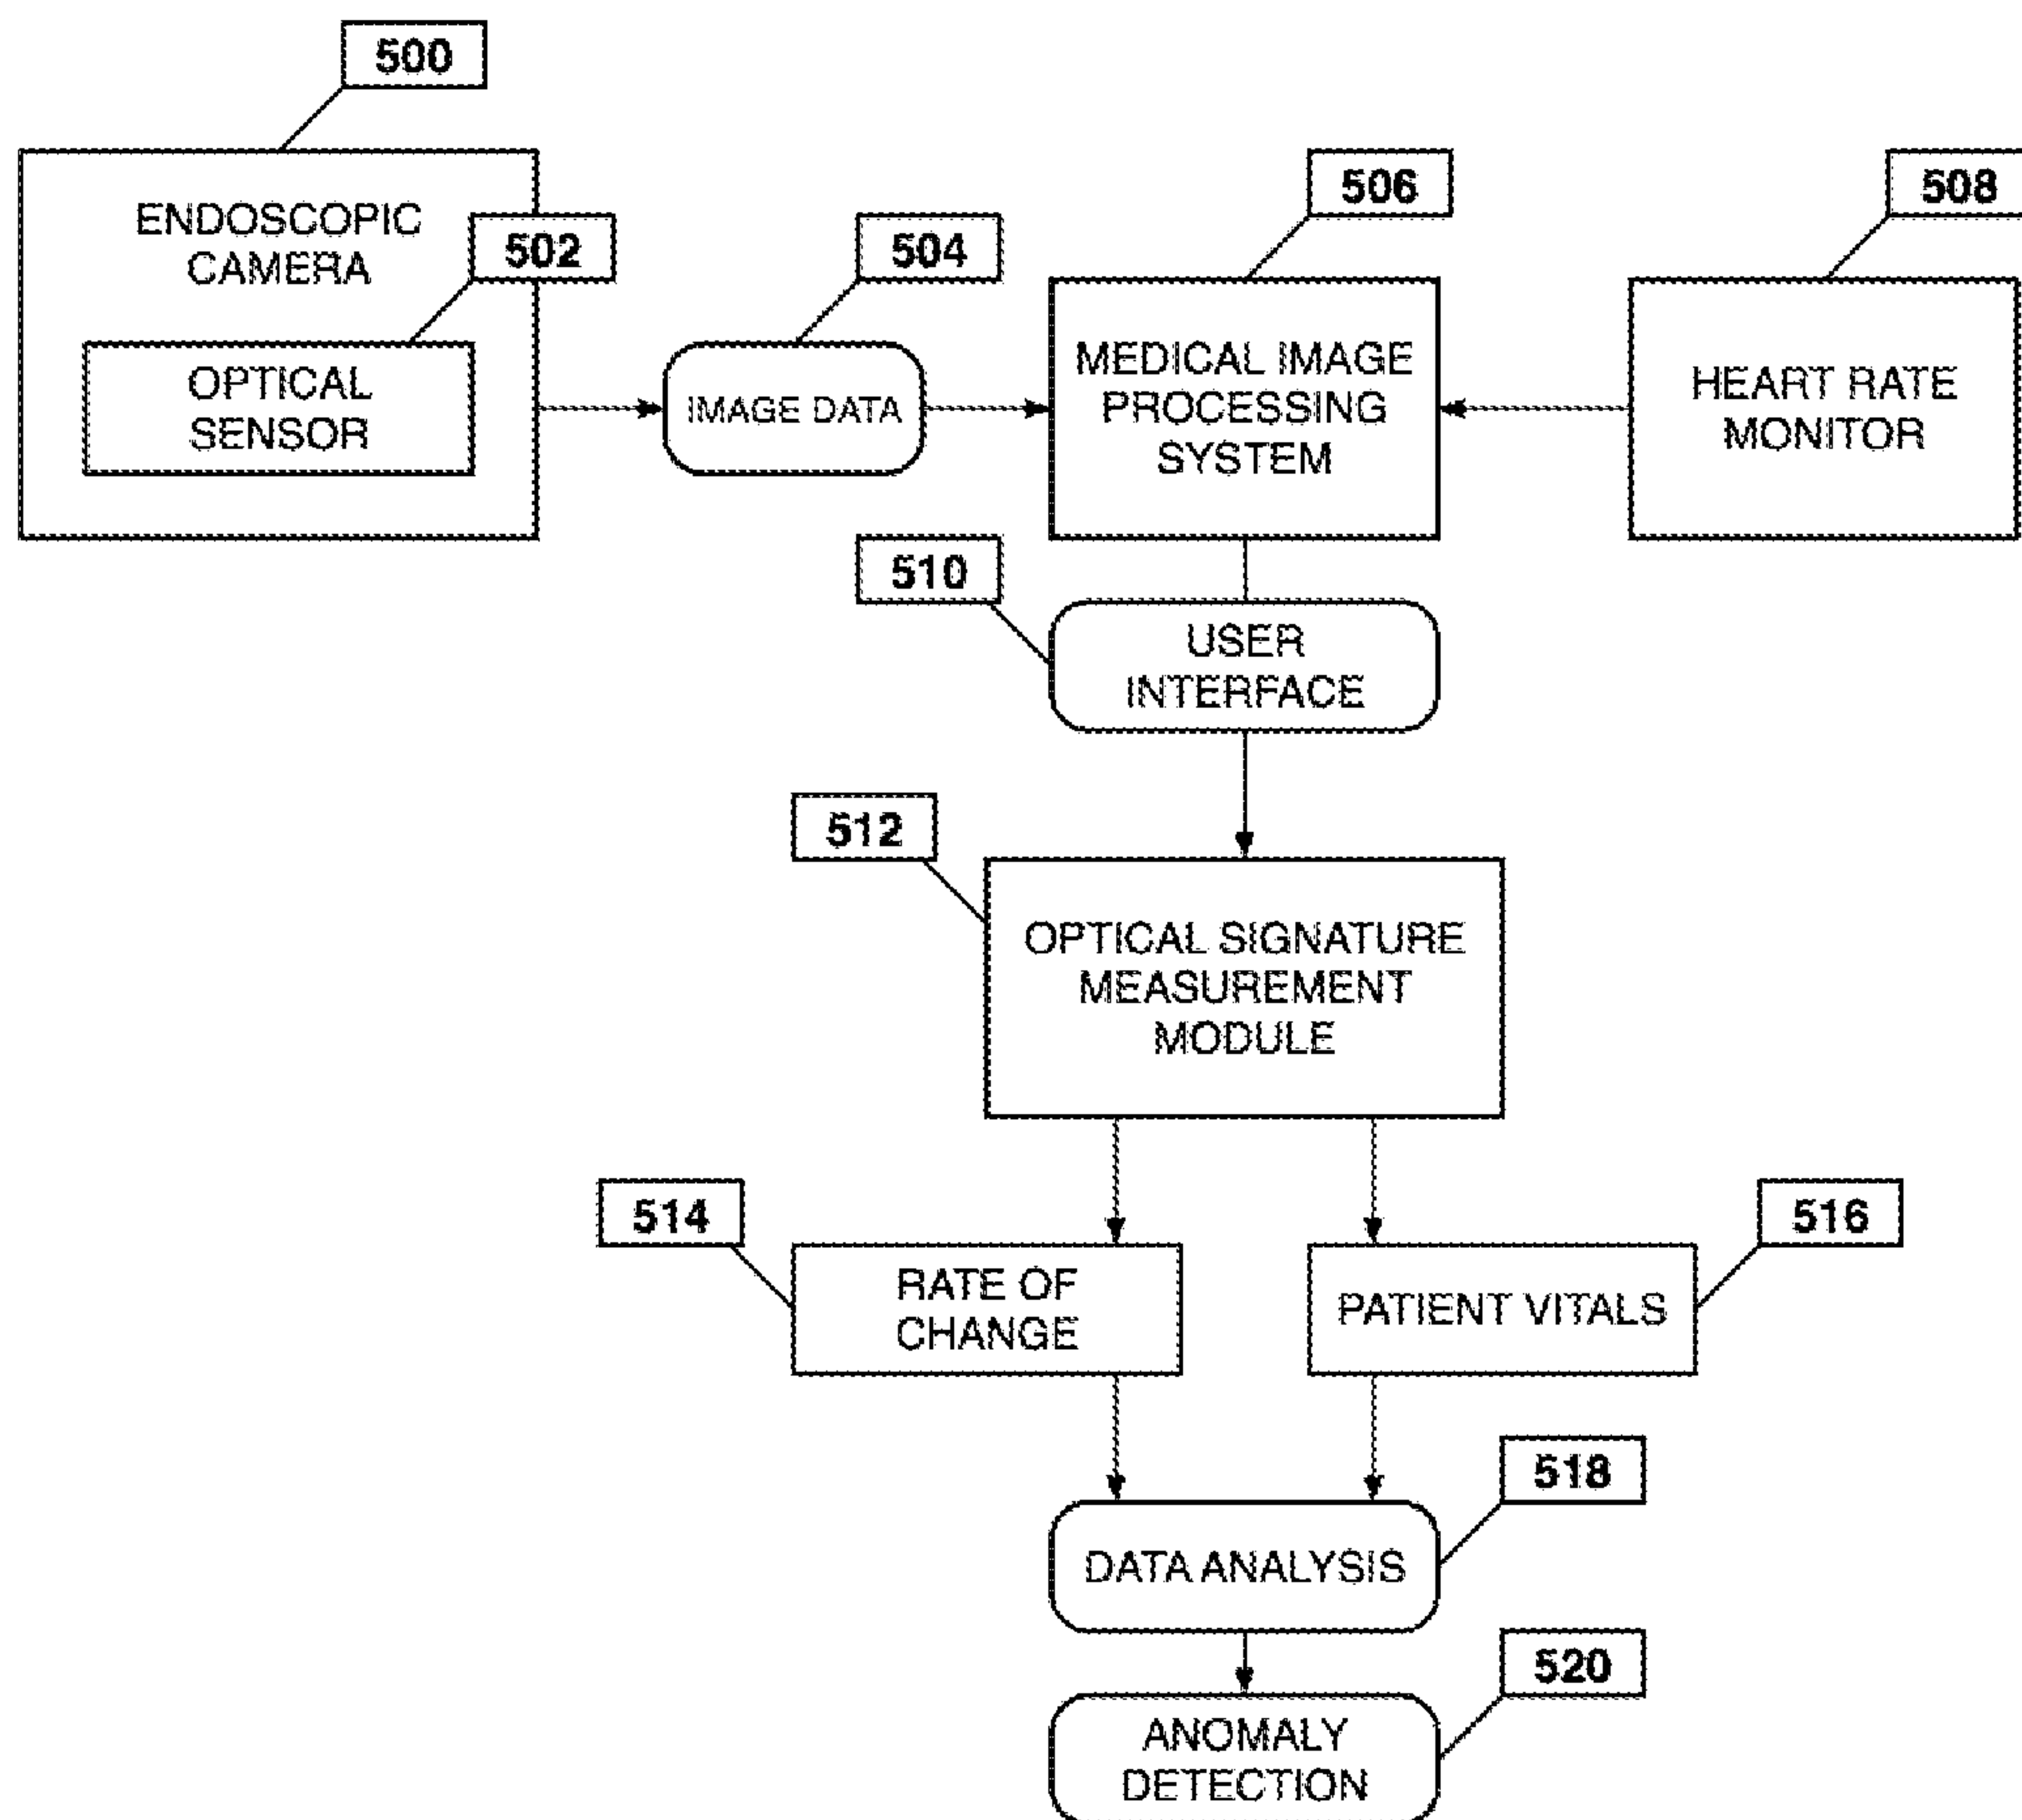 500
ENDOSCOPIC
CAMERA
502
OPTICAL
SENSOR
504
IMAGE DATA
506
MEDICAL IMAGE
PROCESSING
SYSTEM
508
HEART RATE
MONITOR
510
USER
INTERFACE
512
OPTICAL SIGNATURE
MEASUREMENT
MODULE
514
RATE OF
CHANGE
516
PATIENT VITALS
518
DATA ANALYSIS
520
ANOMALY
DETECTION